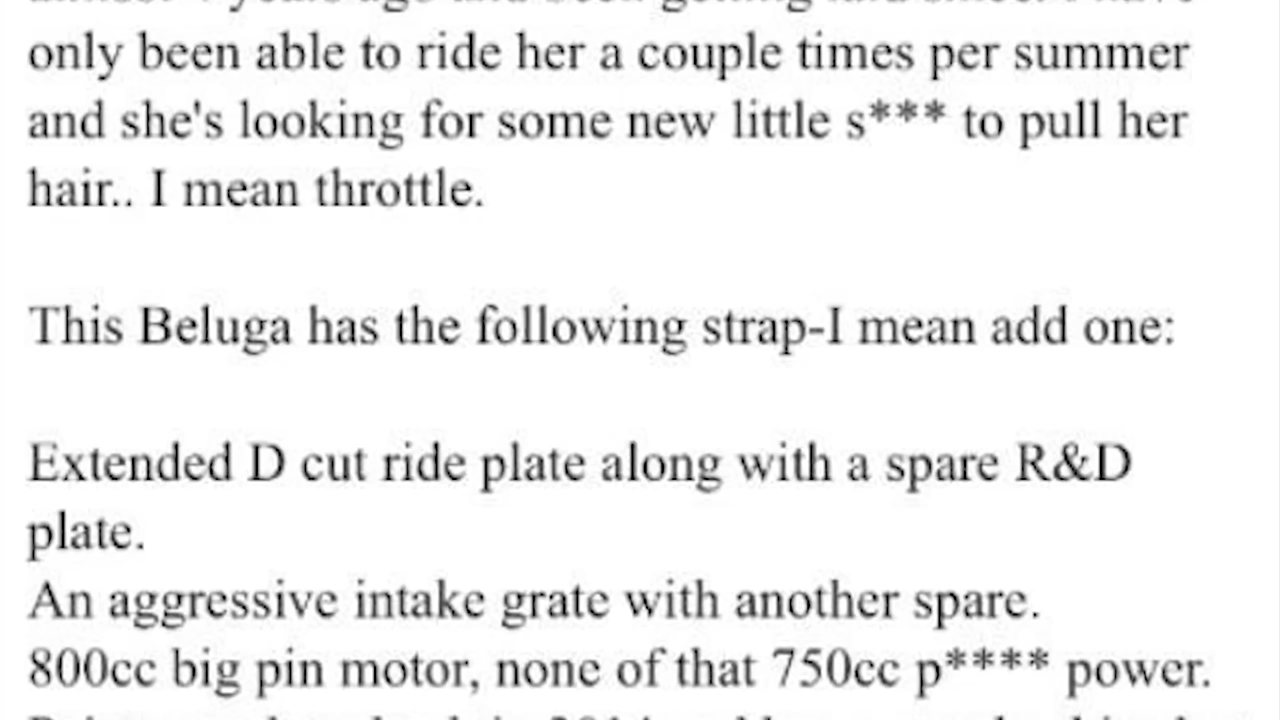 only been able to ride her a couple times per summer
and she's looking for some new little s*** to pull her
hair.. I mean throttle.
This Beluga has the following strap-I mean add one:
Extended D cut ride plate along with a spare R&D
plate.
An aggressive intake grate with another spare.
800cc big pin motor, none of that 750cc p**** power.